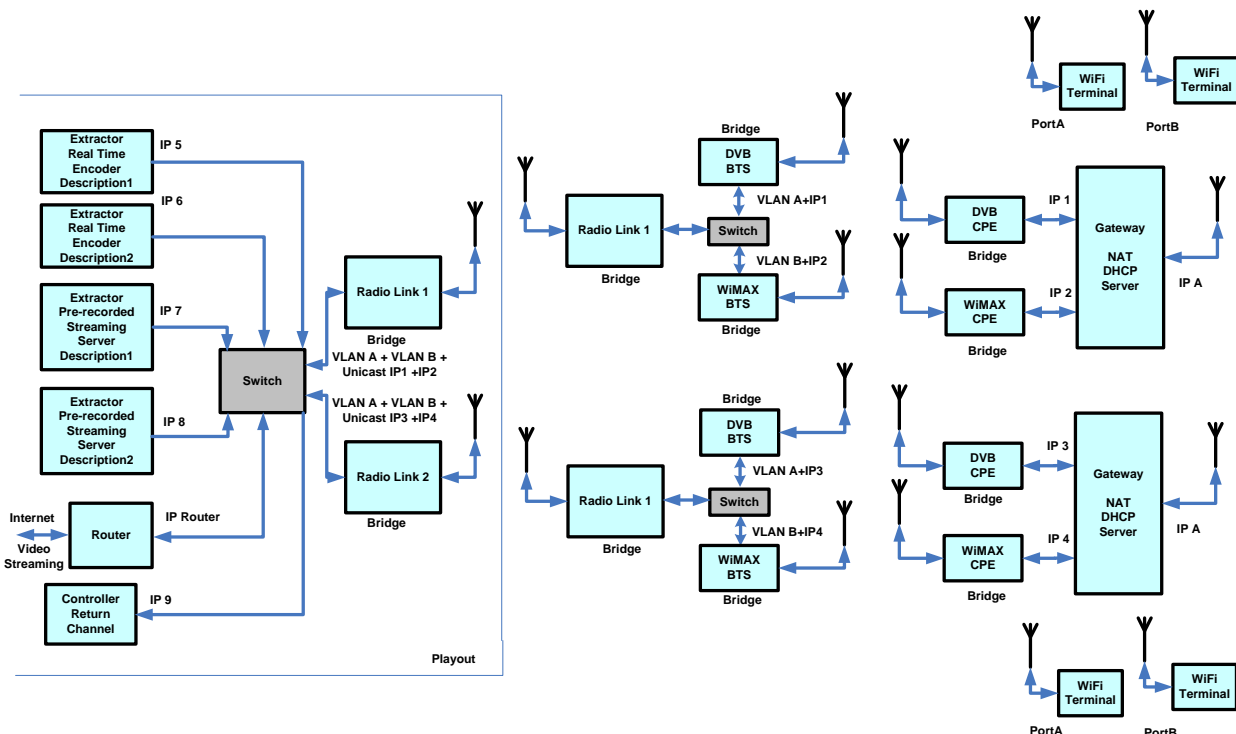 Extractor
Real Time
Encoder
Description1
IP 5
Extractor
Real Time
Encoder
Description2
IP 6
Extractor
Pre-recorded
Streaming
Server
Description1
IP 7
Extractor
Pre-recorded
Streaming
Server
Description2
IP 8
Internet
Video
Streaming
Router
IP Router
Controller
Return
Channel
IP 9
Switch
Radio Link 1
Bridge
VLAN A + VLAN B +
Unicast IP1 +IP2
VLAN A + VLAN B +
Unicast IP3 +IP4
Radio Link 2
Bridge
Playout
Radio Link 1
Bridge
Bridge
DVB
BTS
VLAN A+IP1
Switch
VLAN B+IP2
WiMAX
BTS
Bridge
Radio Link 1
Bridge
Bridge
DVB
BTS
VLAN A+IP3
Switch
VLAN B+IP4
WiMAX
BTS
Bridge
WiFi
Terminal
PortA
WiFi
Terminal
PortB
DVB
CPE
Bridge
IP 1
WiMAX
CPE
Bridge
IP 2
Gateway
NAT
DHCP
Server
IP A
DVB
CPE
Bridge
IP 3
WiMAX
CPE
Bridge
IP 4
Gateway
NAT
DHCP
Server
IP A
WiFi
Terminal
PortA
WiFi
Terminal
PortB